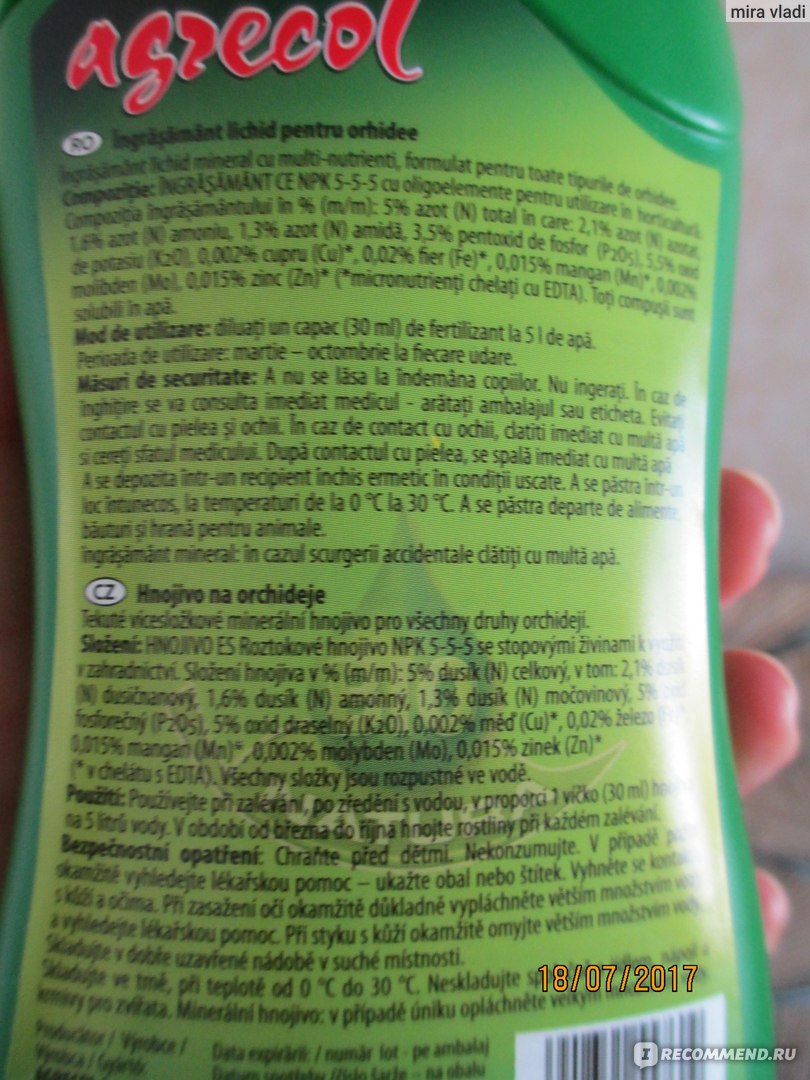 mira vladi
agrecol
RO Îngrășământ lichid pentru orhidee
Îngrășământ lichid mineral cu multi-nutrienti, formulat pentru toate tipurile de orhidee.
Compoziție: ÎNGRĂȘĂMÂNT CE NPK 5-5-5 cu oligoelemente pentru utilizare în horticultură.
Compoziția îngrășământului în % (m/m): 5% azot (N) total în care: 2,1% azot (N) azotat,
1,6% azot (N) amoniu, 1,3% azot (N) amidă, 3,5% pentoxid de fosfor (P2O5), 5,5% oxid
de potasiu (K2O), 0,002% cupru (Cu)*, 0,02% fier (Fe)*, 0,015% mangan (Mn)*, 0,002%
molibden (Mo), 0,015% zinc (Zn)* (*micronutrienți chelați cu EDTA). Toți compușii sunt
solubili în apă.
Mod de utilizare: diluați un capac (30 ml) de fertilizant la 5 l de apă.
Perioada de utilizare: martie – octombrie la fiecare udare.
Măsuri de securitate: A nu se lăsa la îndemâna copiilor. Nu ingerați. În caz de
înghițire se va consulta imediat medicul - arătați ambalajul sau eticheta. Evitați
contactul cu pielea și ochii. În caz de contact cu ochii, clatiti imediat cu multă apă
și cereți sfatul medicului. După contactul cu pielea, se spală imediat cu multă apă
A se depozita într-un recipient închis ermetic în condiții uscate. A se păstra într-un
loc întunecos, la temperaturi de la 0 °C la 30 °C. A se păstra departe de alimente,
băuturi și hrană pentru animale.
îngrășământ mineral: în cazul scurgerii accidentale clătiți cu multă apă.
CZ Hnojivo na orchideje
Tekuté vícesložkové minerální hnojivo pro všechny druhy orchidejí.
Složení: HNOJIVO ES Roztokové hnojivo NPK 5-5-5 se stopovými živinami k
v zahradnictví. Složení hnojiva v % (m/m): 5% dusík (N) celkový, v tom: 2,1% dusík
(N) dusičnanový, 1,6% dusík (N) amonný, 1,3% dusík (N) močovinový, 5% oxid
fosforečný (P2O5), 5% oxid draselný (K2O), 0.002% měď (Cu)*, 0,02% železo
0,015% mangan (Mn)*, 0,002% molybden (Mo), 0,015% zinek (Zn)*
(* v chelátu s EDTA). Všechny složky jsou rozpustné ve vodě.
Použití: Používejte při zalévání, po zředění s vodou, v proporci 1 víčko (30 ml)
na 5 litrů vody. V období od března do října hnojte rostliny při každém zalévání.
Bezpečnostní opatření: Chraňte před dětmi. Nekonzumujte. V případě
okamžitě vyhledejte lékařskou pomoc – ukažte obal nebo štítek. Vyhněte se
s kůží a očima. Při zasažení očí okamžitě důkladně vypláchněte větším množstvím
a vyhledejte lékařskou pomoc. Při styku s kůží okamžitě omyjte větším množstvím vody.
Skladujte v dobře uzavřené nádobě v suché místnosti.
Skladujte ve tmě, při teplotě od 0 °C do 30 °C. Neskladujte
krmivy pro zvířata. Minerální hnojivo: v případě úniku opláchněte
18/07/2017
Producător / Výrobce /
Výrobca / Gyártó:
Data expirării: / număr lot - pe ambalaj
Datum spotřeby /číslo šarže – na obalu
I RECOMMEND.RU